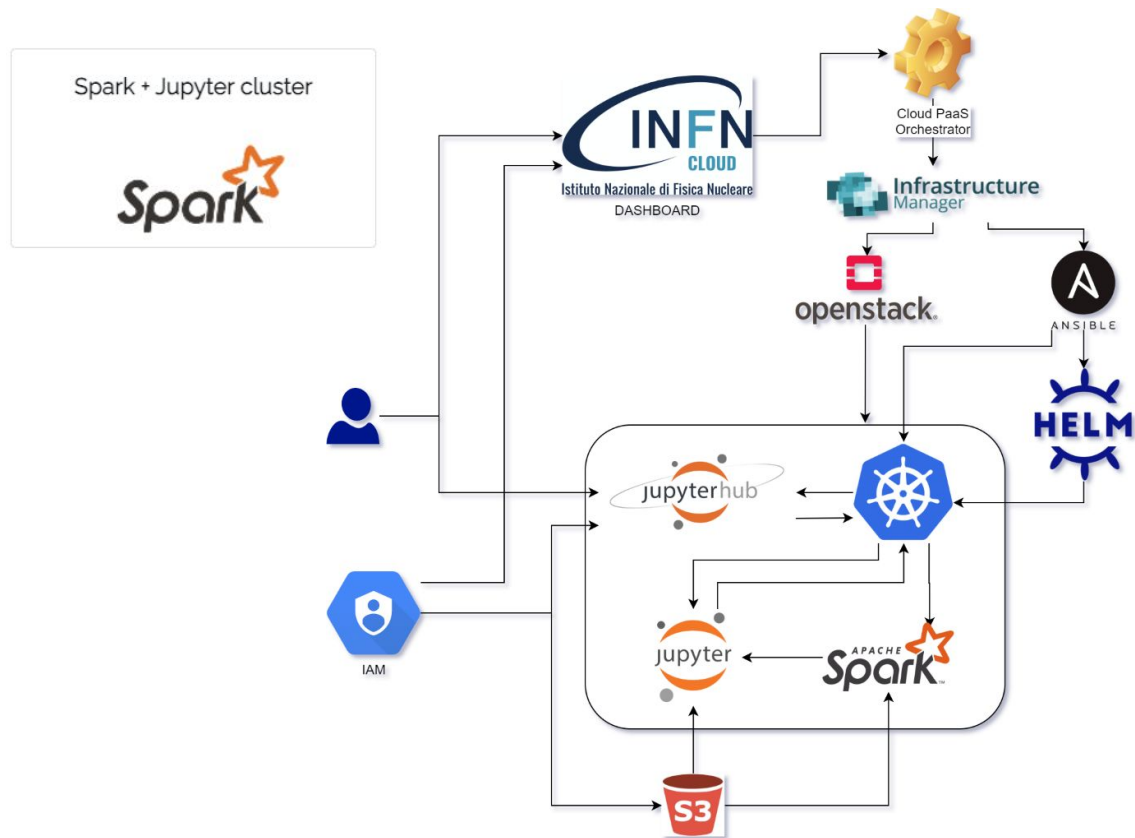 Spark + Jupyter cluster
Spark
INFN
CLOUD
Istituto Nazionale di Fisica Nucleare
DASHBOARD
Cloud PaaS
Orchestrator
Infrastructure
Manager
openstack.
ANSIBLE
HELM
jupyterhub
IAM
jupyter
APACHE
Spark™
S3